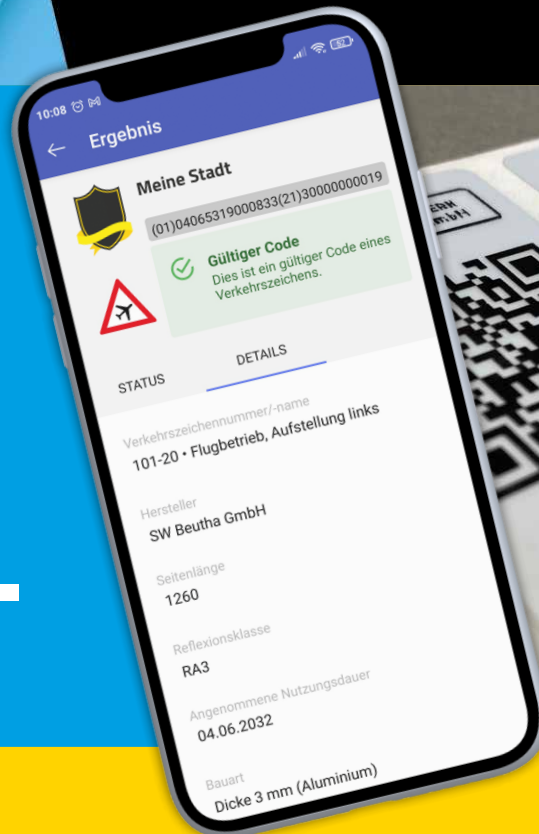 10:08
52
Ergebnis
Meine Stadt
(01)04065319000833(21)30000000019
Gültiger Code
Dies ist ein gültiger Code eines
Verkehrszeichens.
STATUS
DETAILS
Verkehrszeichennummer/-name
101-20 • Flugbetrieb, Aufstellung links
Hersteller
SW Beutha GmbH
Seitenlänge
1260
Reflexionsklasse
RA3
Angenommene Nutzungsdauer
04.06.2032
Bauart
Dicke 3 mm (Aluminium)